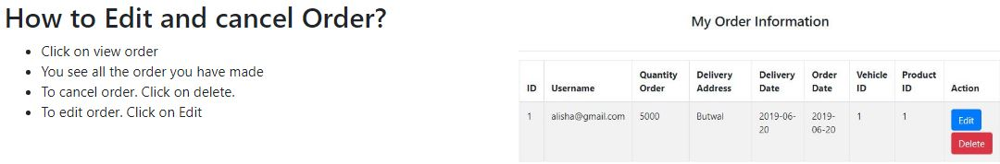 How to Edit and cancel Order?
Click on view order
You see all the order you have made
To cancel order. Click on delete.
To edit order. Click on Edit
My Order Information
ID Username Quantity Order Delivery Address Delivery Date Order Date Vehicle ID Product ID Action
1 alisha@gmail.com 5000 Butwal 2019-06-20 2019-06-20 1 1 Edit
Delete